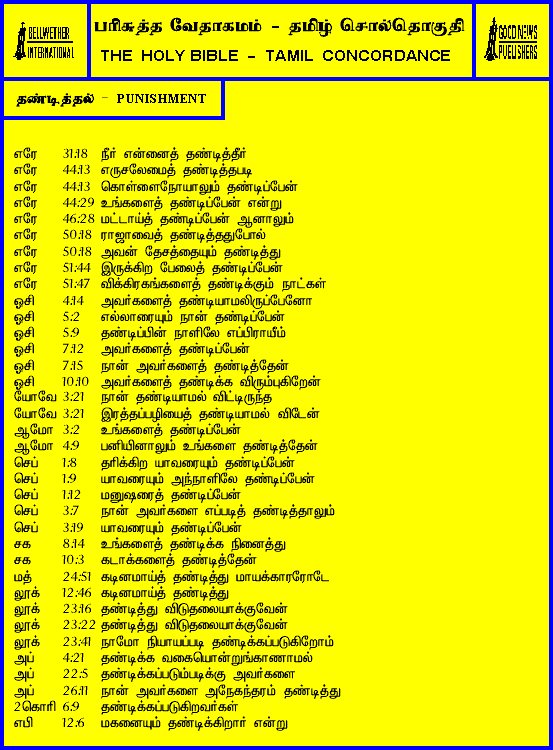 BELLWETHER
INTERNATIONAL
பரிசுத்த வேதாகமம் - தமிழ் சொல்தொகுதி
THE HOLY BIBLE - TAMIL CONCORDANCE
GOOD NEWS
PUBLISHERS
தண்டித்தல் - PUNISHMENT
எரே 31:18 நீர் என்னைத் தண்டித்தீர்
எரே 44:13 எருசலேமைத் தண்டித்தபடி
எரே 44:13 கொள்ளைநோயாலும் தண்டிப்பேன்
எரே 44:29 உங்களைத் தண்டிப்பேன் என்று
எரே 46:28 மட்டாய்த் தண்டிப்பேன் ஆனாலும்
எரே 50:18 ராஜாவைத் தண்டித்ததுபோல்
எரே 50:18 அவன் தேசத்தையும் தண்டித்து
எரே 51:44 இருக்கிற பேலைத் தண்டிப்பேன்
எரே 51:47 விக்கிரகங்களைத் தண்டிக்கும் நாட்கள்
ஓசி 4:14 அவர்களைத் தண்டியாமலிருப்பேனோ
ஓசி 5:2 எல்லாரையும் நான் தண்டிப்பேன்
ஓசி 5:9 தண்டிப்பின் நாளிலே எப்பிராயீம்
ஓசி 7:12 அவர்களைத் தண்டிப்பேன்
ஓசி 7:15 நான் அவர்களைத் தண்டித்தேன்
ஓசி 10:10 அவர்களைத் தண்டிக்க விரும்புகிறேன்
யோவே 3:21 நான் தண்டியாமல் விட்டிருந்த
யோவே 3:21 இரத்தப்பழியைத் தண்டியாமல் விடேன்
ஆமோ 3:2 உங்களைத் தண்டிப்பேன்
ஆமோ 4:9 பனியினாலும் உங்களை தண்டித்தேன்
செப் 1:8 தரிக்கிற யாவரையும் தண்டிப்பேன்
செப் 1:9 யாவரையும் அந்நாளிலே தண்டிப்பேன்
செப் 1:12 மனுஷரைத் தண்டிப்பேன்
செப் 3:7 நான் அவர்களை எப்படித் தண்டித்தாலும்
செப் 3:19 யாவரையும் தண்டிப்பேன்
சக 8:14 உங்களைத் தண்டிக்க நினைத்து
சக 10:3 கடாக்களைத் தண்டித்தேன்
மத் 24:51 கடினமாய்த் தண்டித்து மாயக்காரரோடே
லூக் 12:46 கடினமாய்த் தண்டித்து
லூக் 23:16 தண்டித்து விடுதலையாக்குவேன்
லூக் 23:22 தண்டித்து விடுதலையாக்குவேன்
லூக் 23:41 நாமோ நியாயப்படி தண்டிக்கப்படுகிறோம்
அப் 4:21 தண்டிக்க வகையொன்றுங்காணாமல்
அப் 22:5 தண்டிக்கப்படும்படிக்கு அவர்களை
அப் 26:11 நான் அவர்களை அநேகந்தரம் தண்டித்து
2கொரி 6:9 தண்டிக்கப்படுகிறவர்கள்
எபி 12:6 மகனையும் தண்டிக்கிறார் என்று